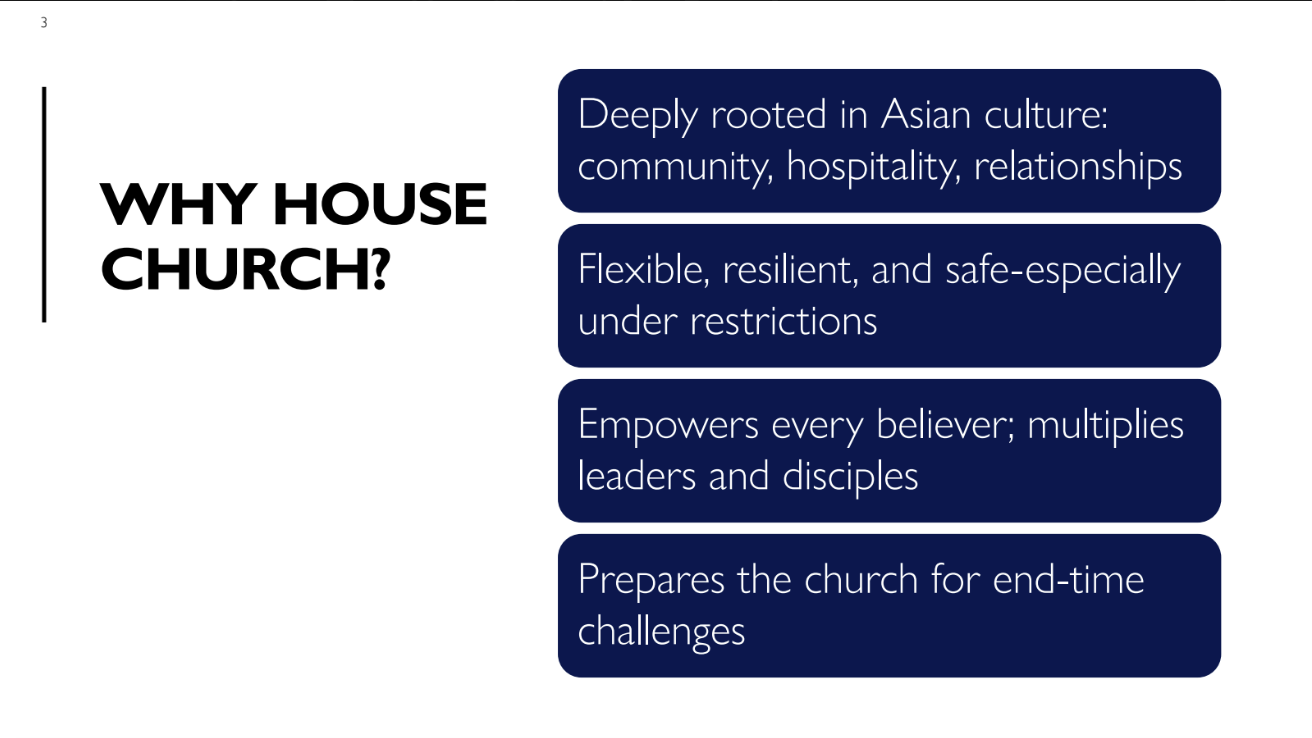 3
WHY HOUSE
CHURCH?
Deeply rooted in Asian culture:
community, hospitality, relationships
Flexible, resilient, and safe-especially
under restrictions
Empowers every believer; multiplies
leaders and disciples
Prepares the church for end-time
challenges